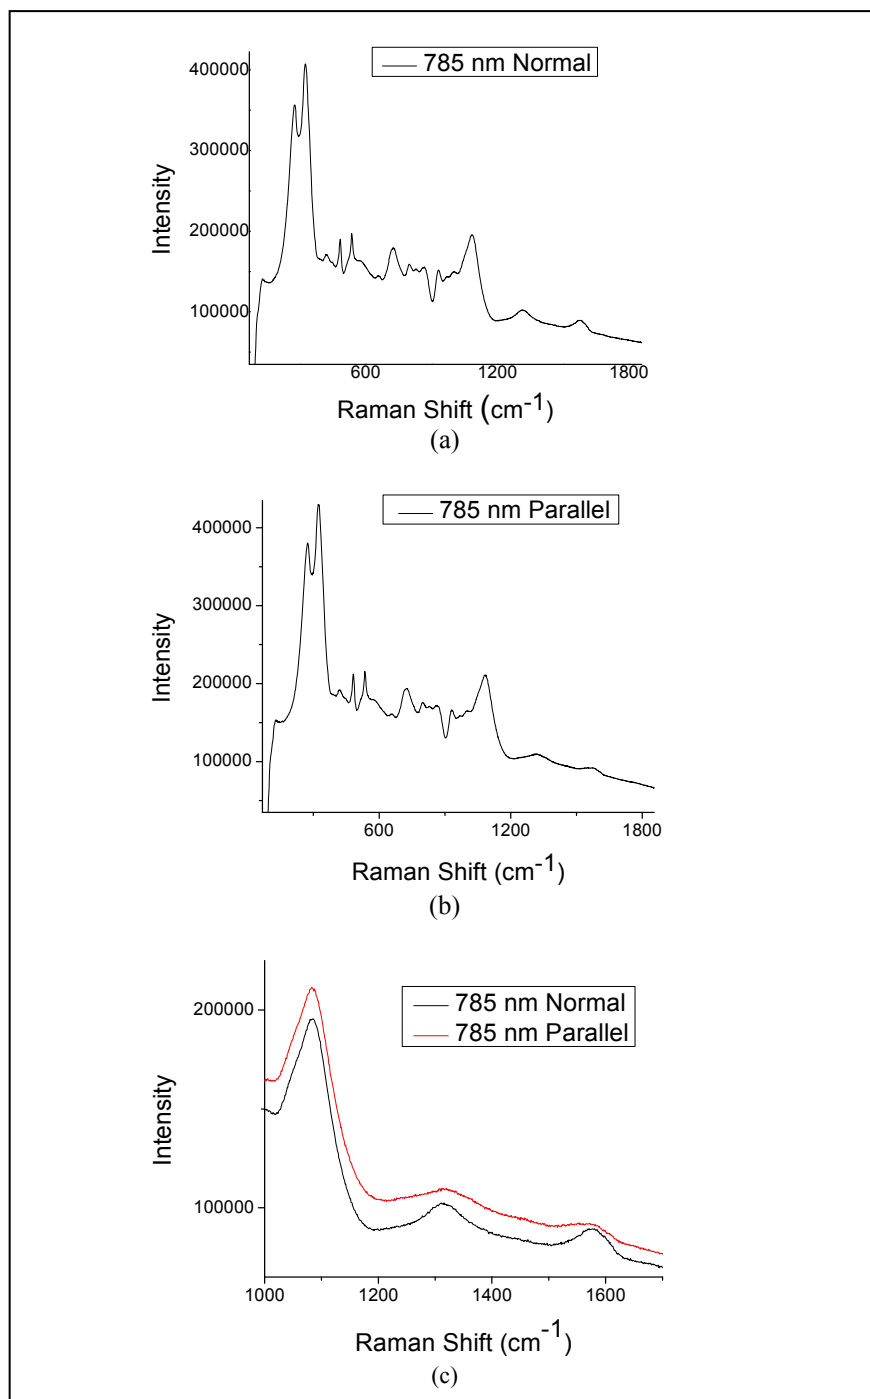 785 nm Normal
400000
300000
200000
100000
Intensity
600
1200
1800
Raman Shift (cm-1)
(a)
785 nm Parallel
400000
300000
200000
100000
Intensity
600
1200
1800
Raman Shift (cm-1)
(b)
785 nm Normal
785 nm Parallel
200000
100000
Intensity
1000
1200
1400
1600
Raman Shift (cm-1)
(c)